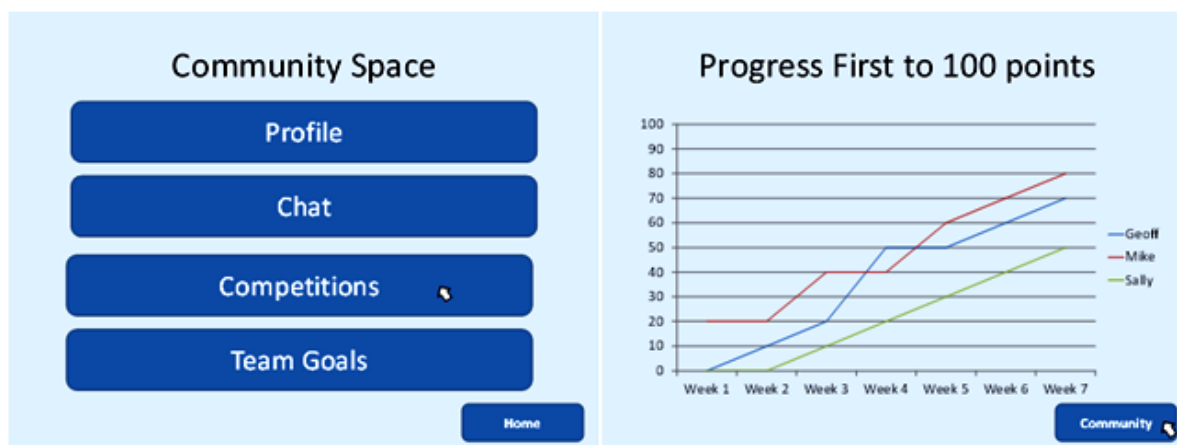 Community Space
Profile
Chat
Competitions
Team Goals
Home
Progress First to 100 points
100
90
80
70
60
50
40
30
20
10
0
Week 1 Week 2 Week 3 Week 4 Week 5 Week 6 Week 7
Geoff
Mike
Sally
Community